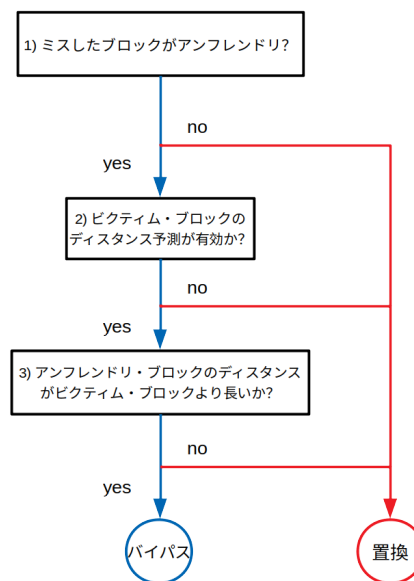 1) ミスしたブロックがアンフレンドリ?
no
yes
2) ビクティム・ブロックの
ディスタンス予測が有効か?
no
yes
3) アンフレンドリ・ブロックのディスタンス
がビクティム・ブロックより長いか?
no
yes
バイパス
置換